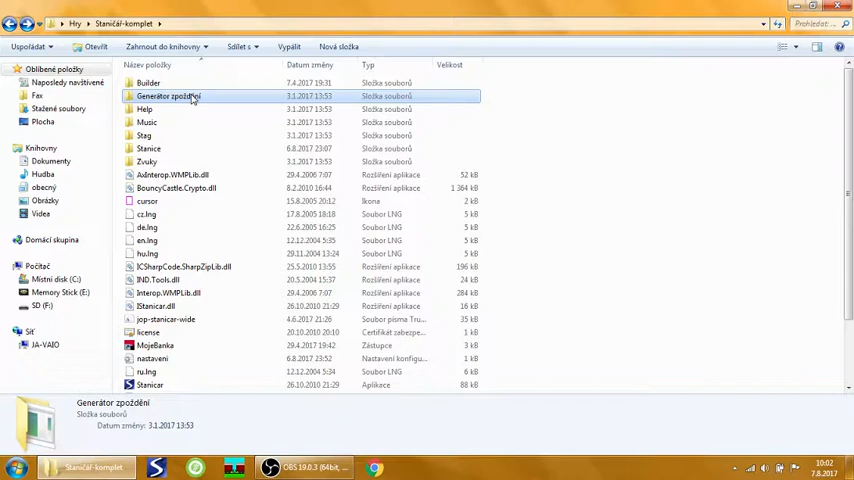 Hry
Staničář-komplet
Prohledat:
Uspořádat
Otevřít
Zahrnout do knihovny
Sdílet s
Vypálit
Nová složka
Oblíbené položky
Naposledy navštívené
Fax
Stažené soubory
Plocha
Knihovny
Dokumenty
Hudba
obecný
Obrázky
Videa
Domácí skupina
Počítač
Místní disk (C:)
Memory Stick (E:)
SD (F:)
Síť
JA-VAIO
Název položky Datum změny Typ Velikost
Builder 7.4.2017 19:31 Složka souborů
Generátor zpoždění 3.1.2017 13:53 Složka souborů
Help 3.1.2017 13:53 Složka souborů
Music 3.1.2017 13:53 Složka souborů
Stag 3.1.2017 13:53 Složka souborů
Stanice 6.8.2017 23:07 Složka souborů
Zvuky 3.1.2017 13:53 Složka souborů
AxInterop.WMPLib.dll 29.4.2006 7:07 Rozšíření aplikace 52 kB
BouncyCastle.Crypto.dll 8.2.2010 16:44 Rozšíření aplikace 1 364 kB
cursor 15.8.2005 20:12 Ikona 2 kB
cz.lng 17.8.2005 18:18 Soubor LNG 5 kB
de.lng 22.6.2005 16:25 Soubor LNG 5 kB
en.lng 12.12.2004 5:35 Soubor LNG 5 kB
hu.lng 29.11.2004 13:24 Soubor LNG 5 kB
ICSharpCode.SharpZipLib.dll 25.5.2010 13:55 Rozšíření aplikace 196 kB
IND.Tools.dll 20.5.2004 15:37 Rozšíření aplikace 24 kB
Interop.WMPLib.dll 29.4.2006 7:07 Rozšíření aplikace 284 kB
IStanicar.dll 26.10.2010 21:29 Rozšíření aplikace 16 kB
jop-stanicar-wide 4.6.2017 21:26 Soubor písma Tru... 35 kB
license 20.10.2010 20:10 Certifikát zabezpe... 4 kB
MojeBanka 29.4.2017 19:31 Zástupce 3 kB
nastaveni 6.8.2017 23:52 Nastavení konfigu... 4 kB
ru.lng 12.12.2004 5:35 Soubor LNG 6 kB
Stanicar 26.10.2010 21:29 Aplikace 88 kB
Generátor zpoždění
Složka souborů
Datum změny: 3.1.2017 13:53
Staničář-komplet
OBS 19.0.3 (64bit, ...
10:02
7.8.2017